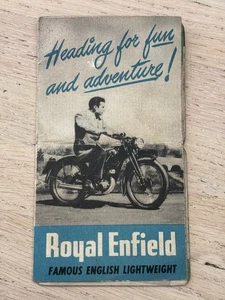 Heading for fun
and adventure!
Royal Enfield
FAMOUS ENGLISH LIGHTWEIGHT